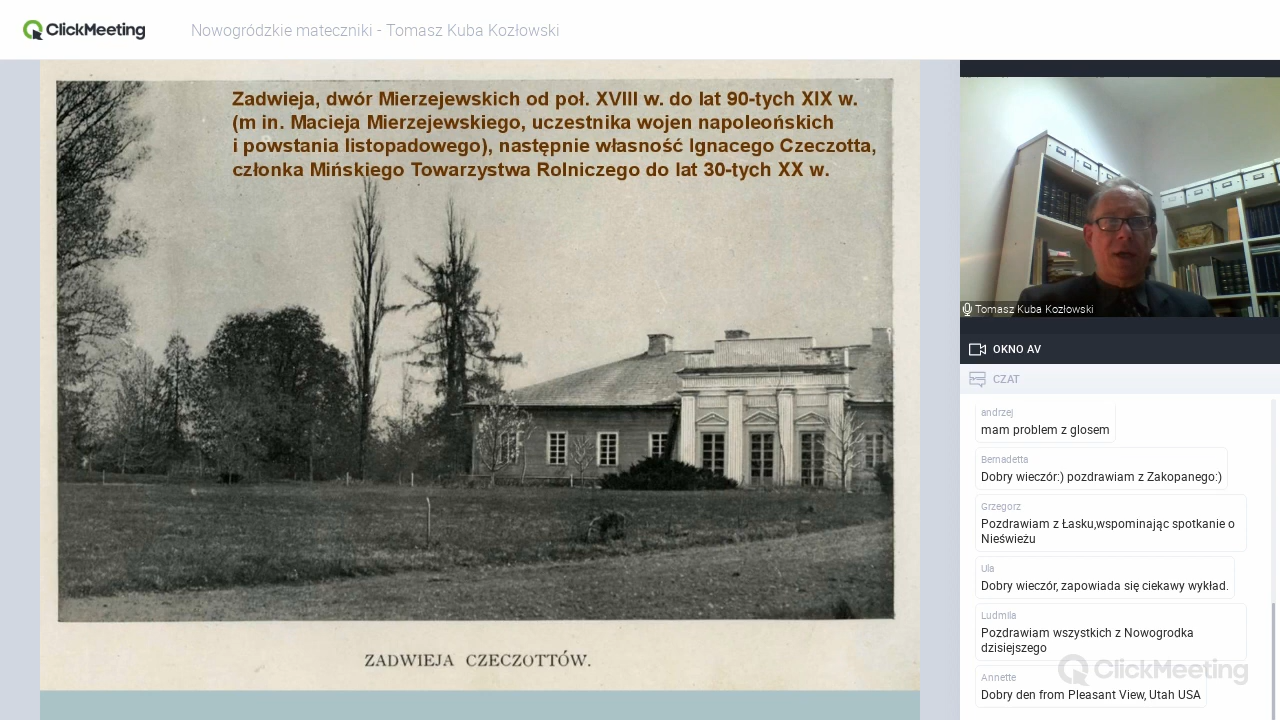 ClickMeeting
Nowogródzkie mateczniki - Tomasz Kuba Kozłowski
Zadwieja, dwór Mierzejewskich od poł. XVIII w. do lat 90-tych XIX w.
(m in. Macieja Mierzejewskiego, uczestnika wojen napoleońskich
i powstania listopadowego), następnie własność Ignacego Czeczotta,
członka Mińskiego Towarzystwa Rolniczego do lat 30-tych XX w.
ZADWIEJA CZECZOTTÓW.
Tomasz Kuba Kozłowski
OKNO AV
CZAT
andrzej
mam problem z glosem
Bernadetta
Dobry wieczór:) pozdrawiam z Zakopanego:)
Grzegorz
Pozdrawiam z Łasku,wspominając spotkanie o
Nieświeżu
Ula
Dobry wieczór, zapowiada się ciekawy wykład.
Ludmila
Pozdrawiam wszystkich z Nowogrodka
dzisiejszego
ClickMeeting
Annette
Dobry den from Pleasant View, Utah USA